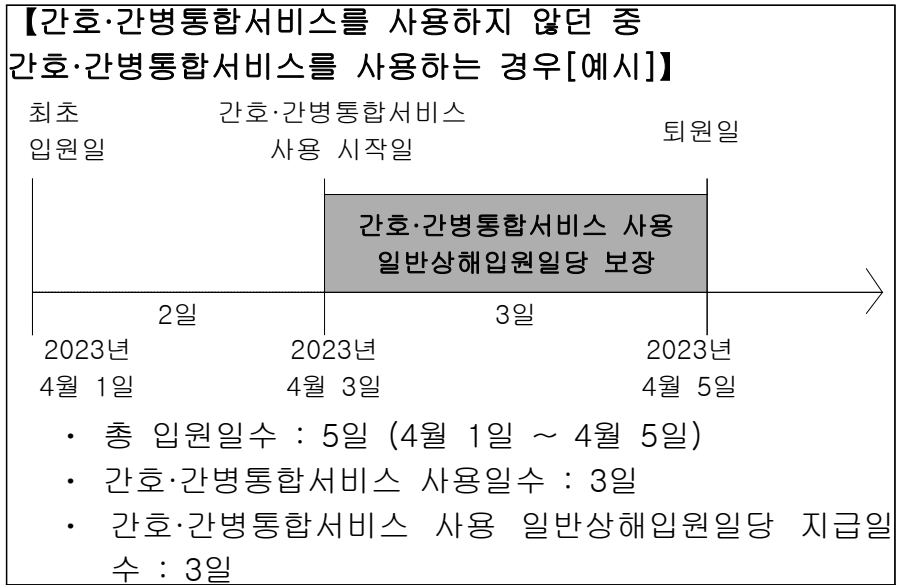 【간호·간병통합서비스를 사용하지 않던 중
간호·간병통합서비스를 사용하는 경우[예시]】
최초
입원일
간호·간병통합서비스
사용 시작일
퇴원일
간호·간병통합서비스 사용
일반상해입원일당 보장
2일
3일
2023년
4월 1일
2023년
4월 3일
2023년
4월 5일
· 총 입원일수 : 5일 (4월 1일 ~ 4월 5일)
· 간호·간병통합서비스 사용일수 : 3일
· 간호·간병통합서비스 사용 일반상해입원일당 지급일
수 : 3일